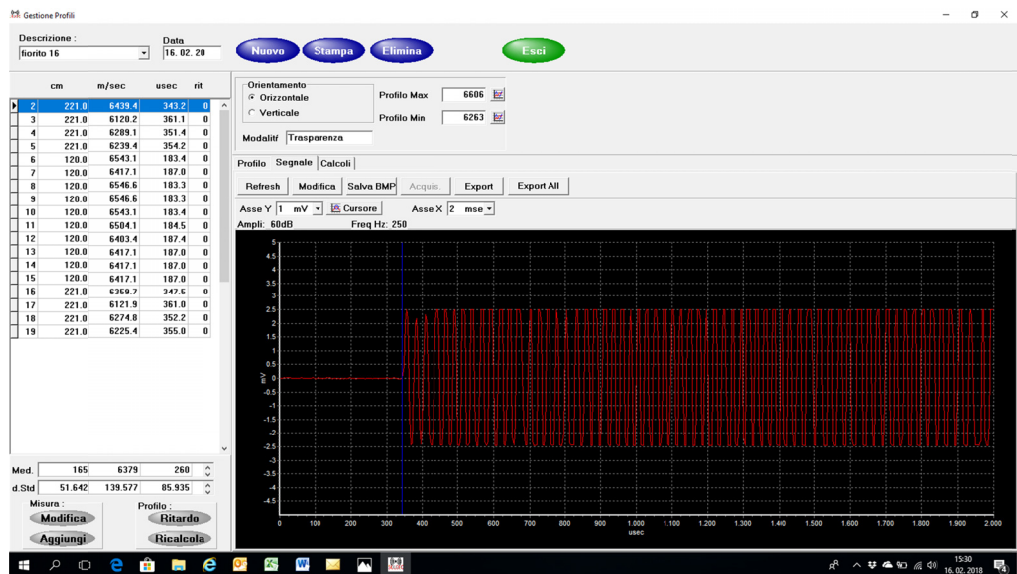 Gestione Profili
Descrizione :
Data
fiorito 16
16. 02. 20
Nuovo
Stampa
Elimina
Esci
cm m/sec usec rit
2 221.0 6439.4 343.2 0
3 221.0 6120.2 361.1 0
4 221.0 6289.1 351.4 0
5 221.0 6239.4 354.2 0
6 120.0 6543.1 183.4 0
7 120.0 6417.1 187.0 0
8 120.0 6546.6 183.3 0
9 120.0 6546.6 183.3 0
10 120.0 6543.1 183.4 0
11 120.0 6504.1 184.5 0
12 120.0 6403.4 187.4 0
13 120.0 6417.1 187.0 0
14 120.0 6417.1 187.0 0
15 120.0 6417.1 187.0 0
16 221.0 6359.7 347.5 0
17 221.0 6121.9 361.0 0
18 221.0 6274.8 352.2 0
19 221.0 6225.4 355.0 0
Med. 165 6379 260
d.Std 51.642 139.577 85.935
Misura :
Modifica
Aggiungi
Profilo :
Ritardo
Ricalcola
Orientamento
Orizzontale
Verticale
Profilo Max 6606
Profilo Min 6263
Modalitŕ Trasparenza
Profilo Segnale Calcoli
Refresh Modifica Salva BMP Acquis. Export Export All
Asse Y 1 mV Cursore Asse X 2 mse
Ampli: 60dB Freq Hz: 250
5
4.5
4
3.5
3
2.5
2
1.5
1
0.5
0
-0.5
-1
-1.5
-2
-2.5
-3
-3.5
-4
-4.5
mV
0 100 200 300 400 500 600 700 800 900 1.000 1.100 1.200 1.300 1.400 1.500 1.600 1.700 1.800 1.900 2.000
usec
15:30
16. 02. 2018